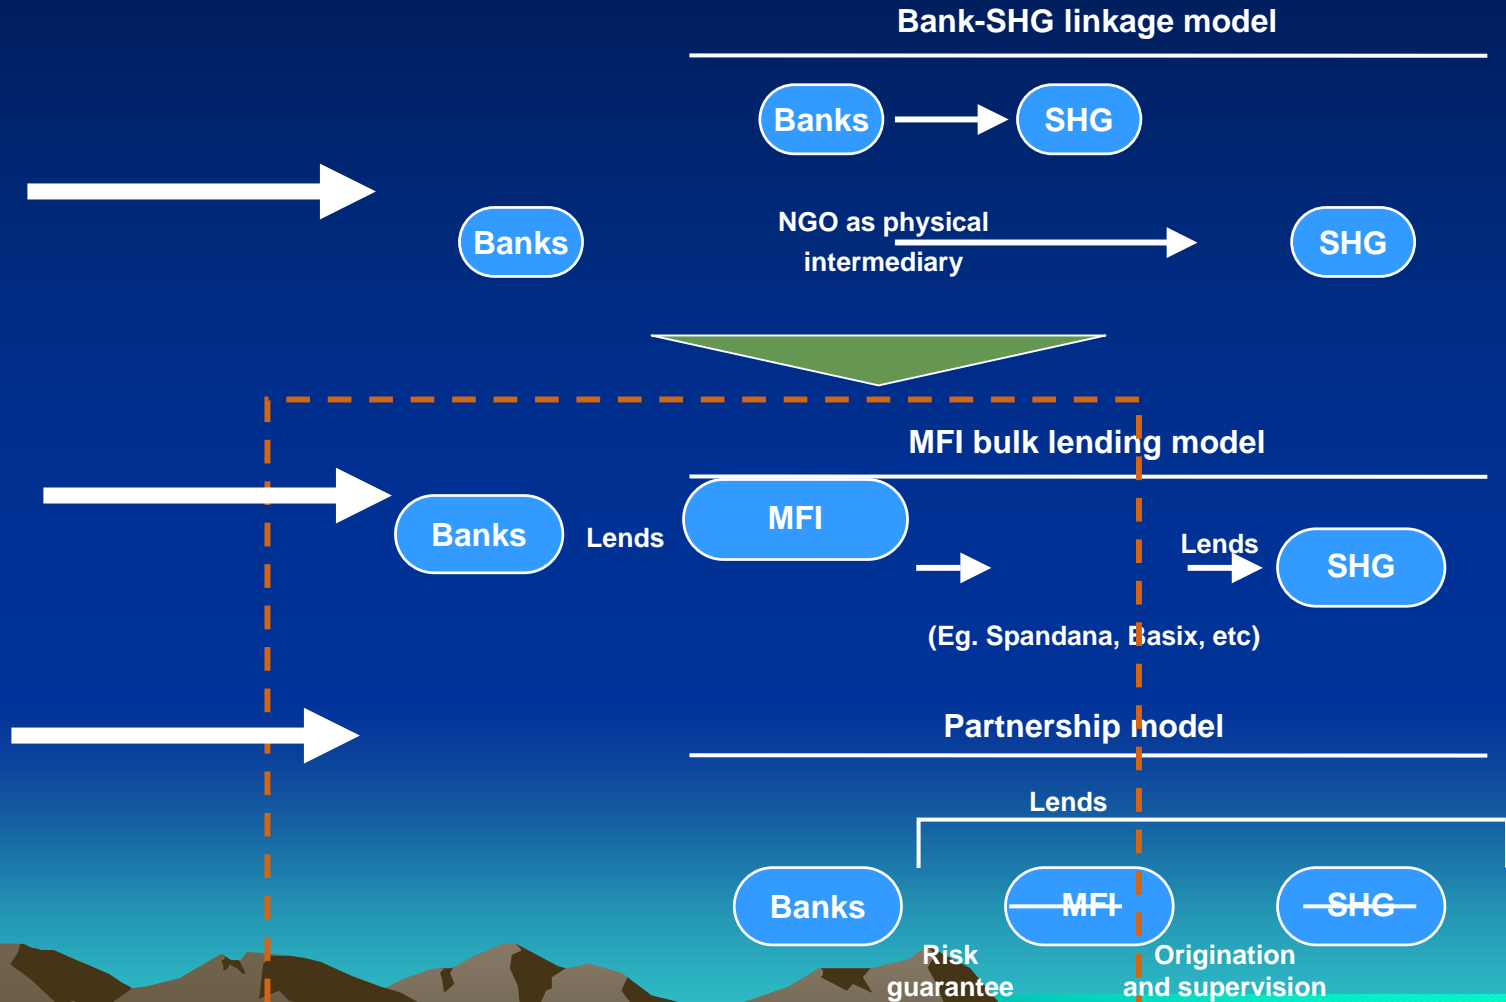 Bank-SHG linkage model
Banks
SHG
Banks
NGO as physical
intermediary
SHG
MFI bulk lending model
Banks
Lends
MFI
Lends
SHG
(Eg. Spandana, Basix, etc)
Partnership model
Lends
Banks
MFI
SHG
Risk
guarantee
Origination
and supervision